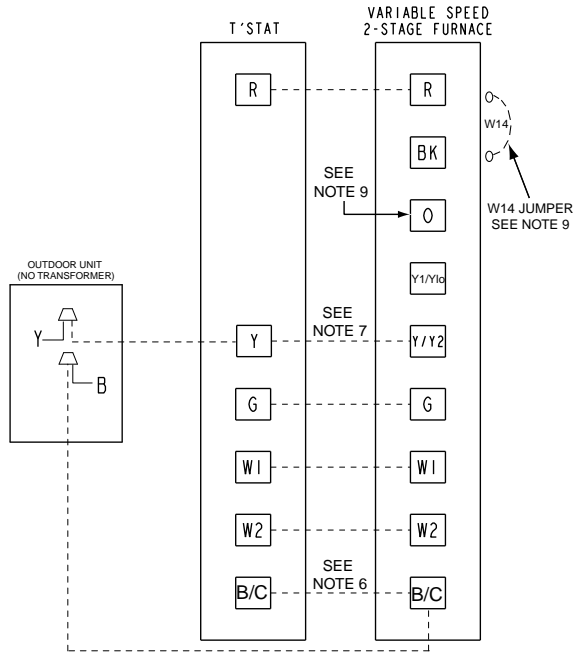 T'STAT
VARIABLE SPEED
2-STAGE FURNACE
R
R
W14
BK
SEE
NOTE 9
O
W14 JUMPER
SEE NOTE 9
OUTDOOR UNIT
(NO TRANSFORMER)
Y1/Ylo
Y
B
SEE
NOTE 7
Y
Y/Y2
G
G
W1
W1
W2
W2
SEE
NOTE 6
B/C
B/C